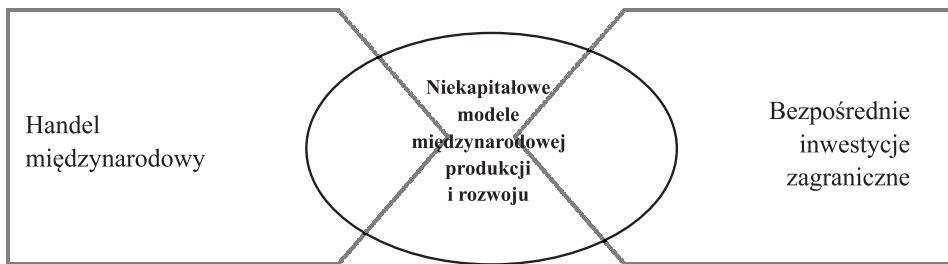 Handel
międzynarodowy
Niekapitałowe
modele
międzynarodowej
produkcji
i rozwoju
Bezpośrednie
inwestycje
zagraniczne